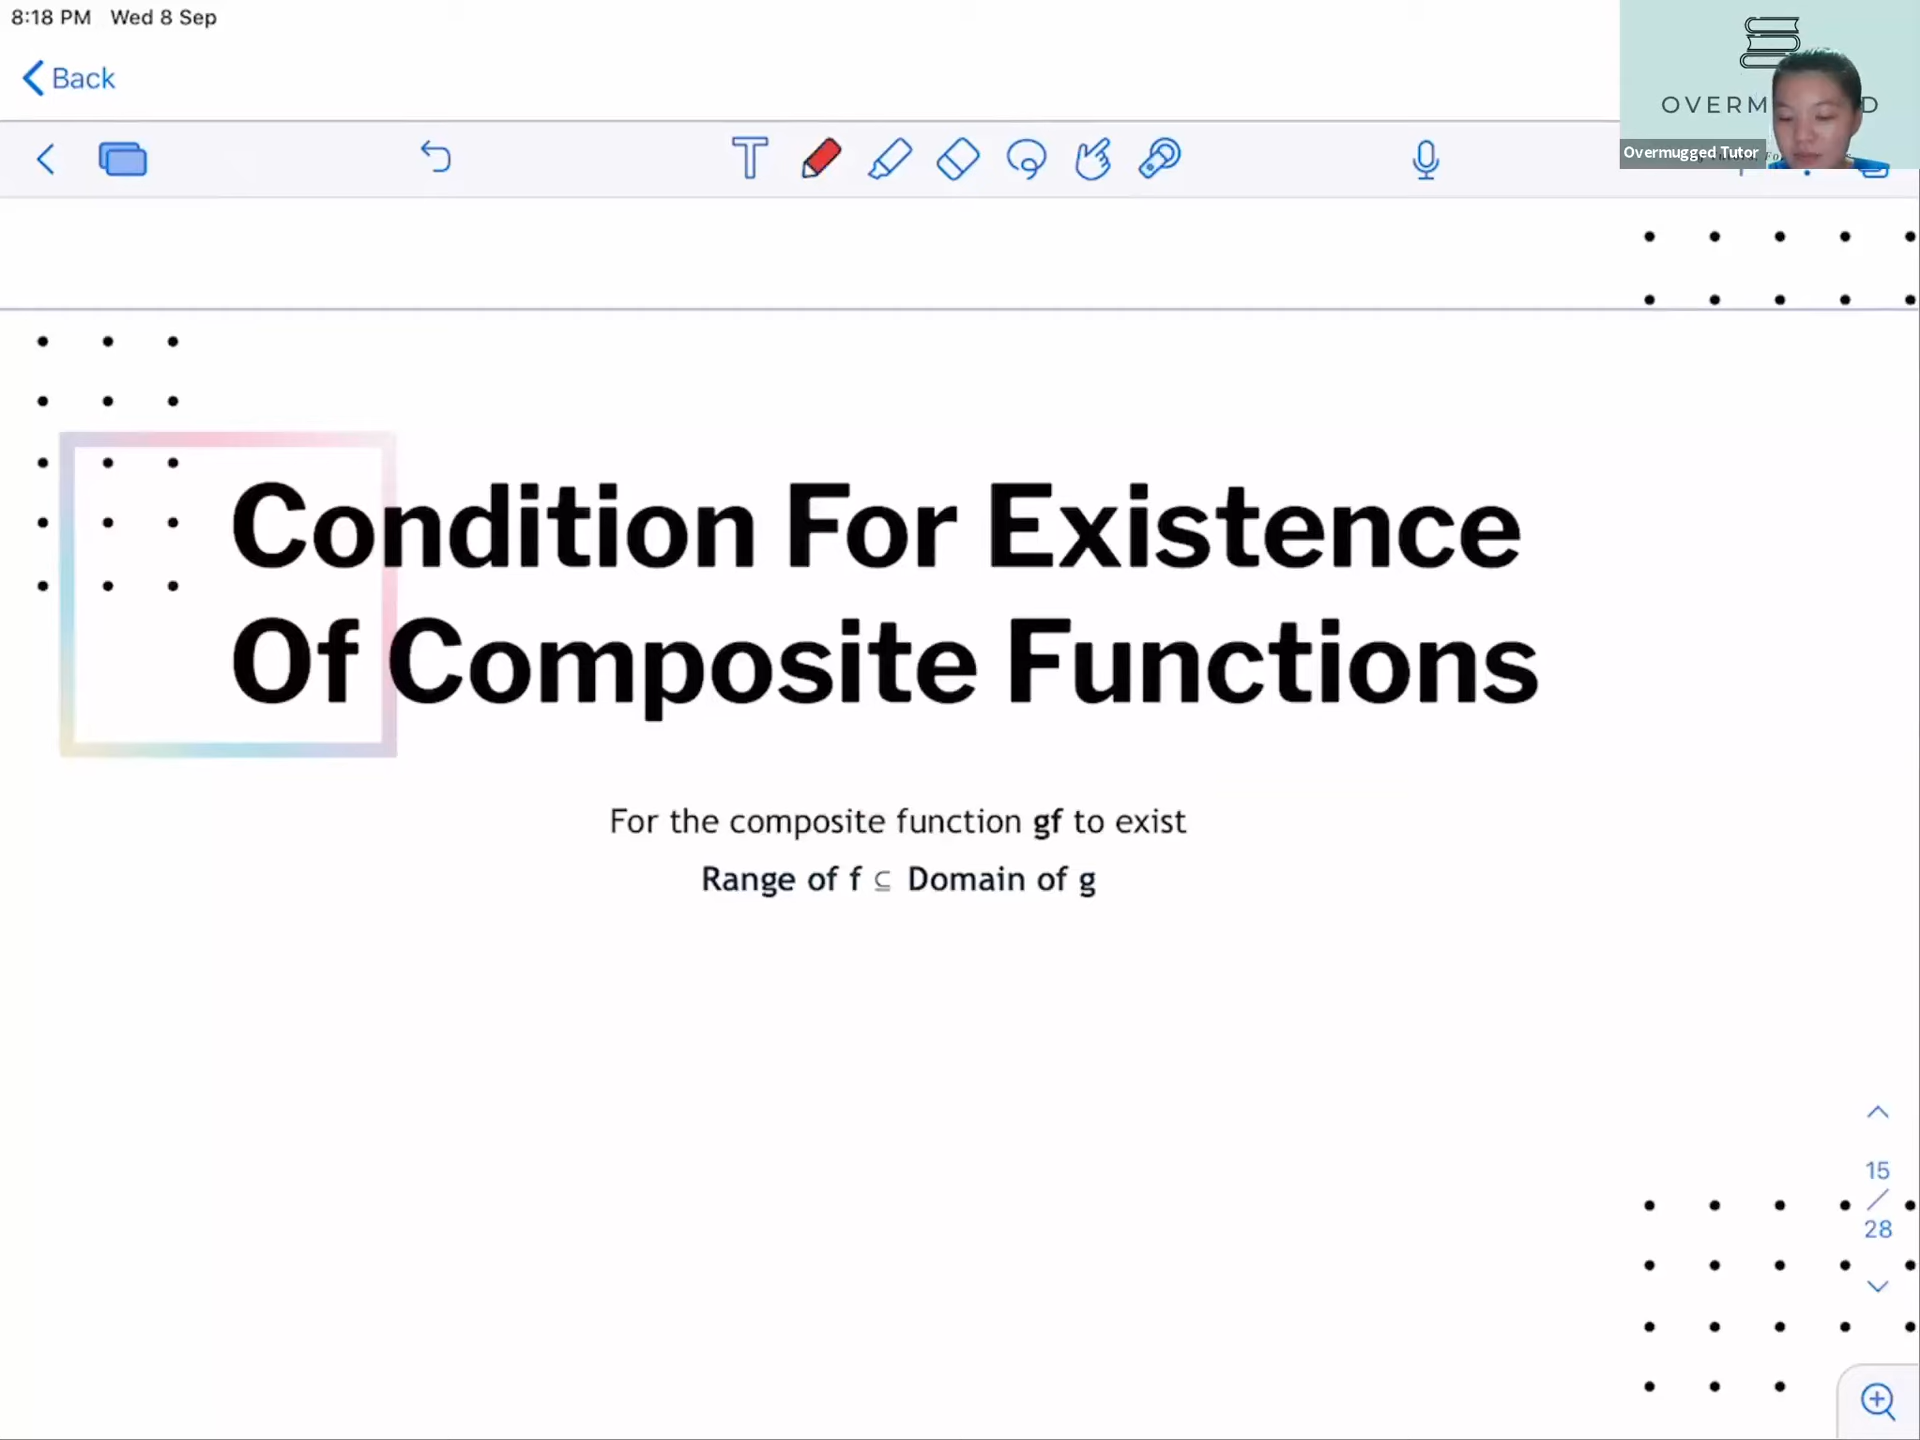 8:18 PM Wed 8 Sep
Back
OVERM D
Overmugged Tutor
Condition For Existence
Of Composite Functions
For the composite function gf to exist
Range of f ⊆ Domain of g
15
/
28